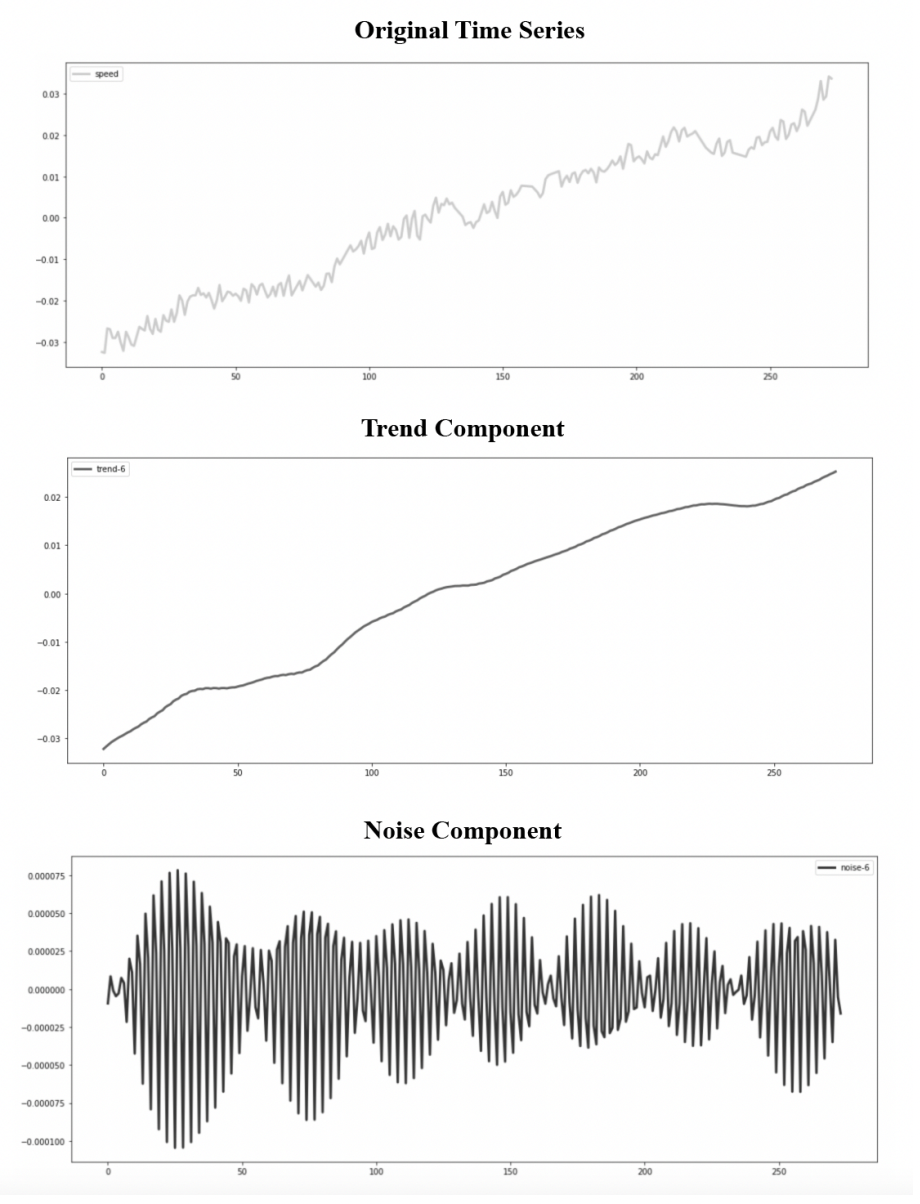 Original Time Series
speed
0.03
0.02
0.01
0.00
−0.01
−0.02
−0.03
0 50 100 150 200 250
Trend Component
trend-6
0.02
0.01
0.00
−0.01
−0.02
−0.03
0 50 100 150 200 250
Noise Component
noise-6
0.000075
0.000050
0.000025
0.000000
−0.000025
−0.000050
−0.000075
−0.000100
0 50 100 150 200 250